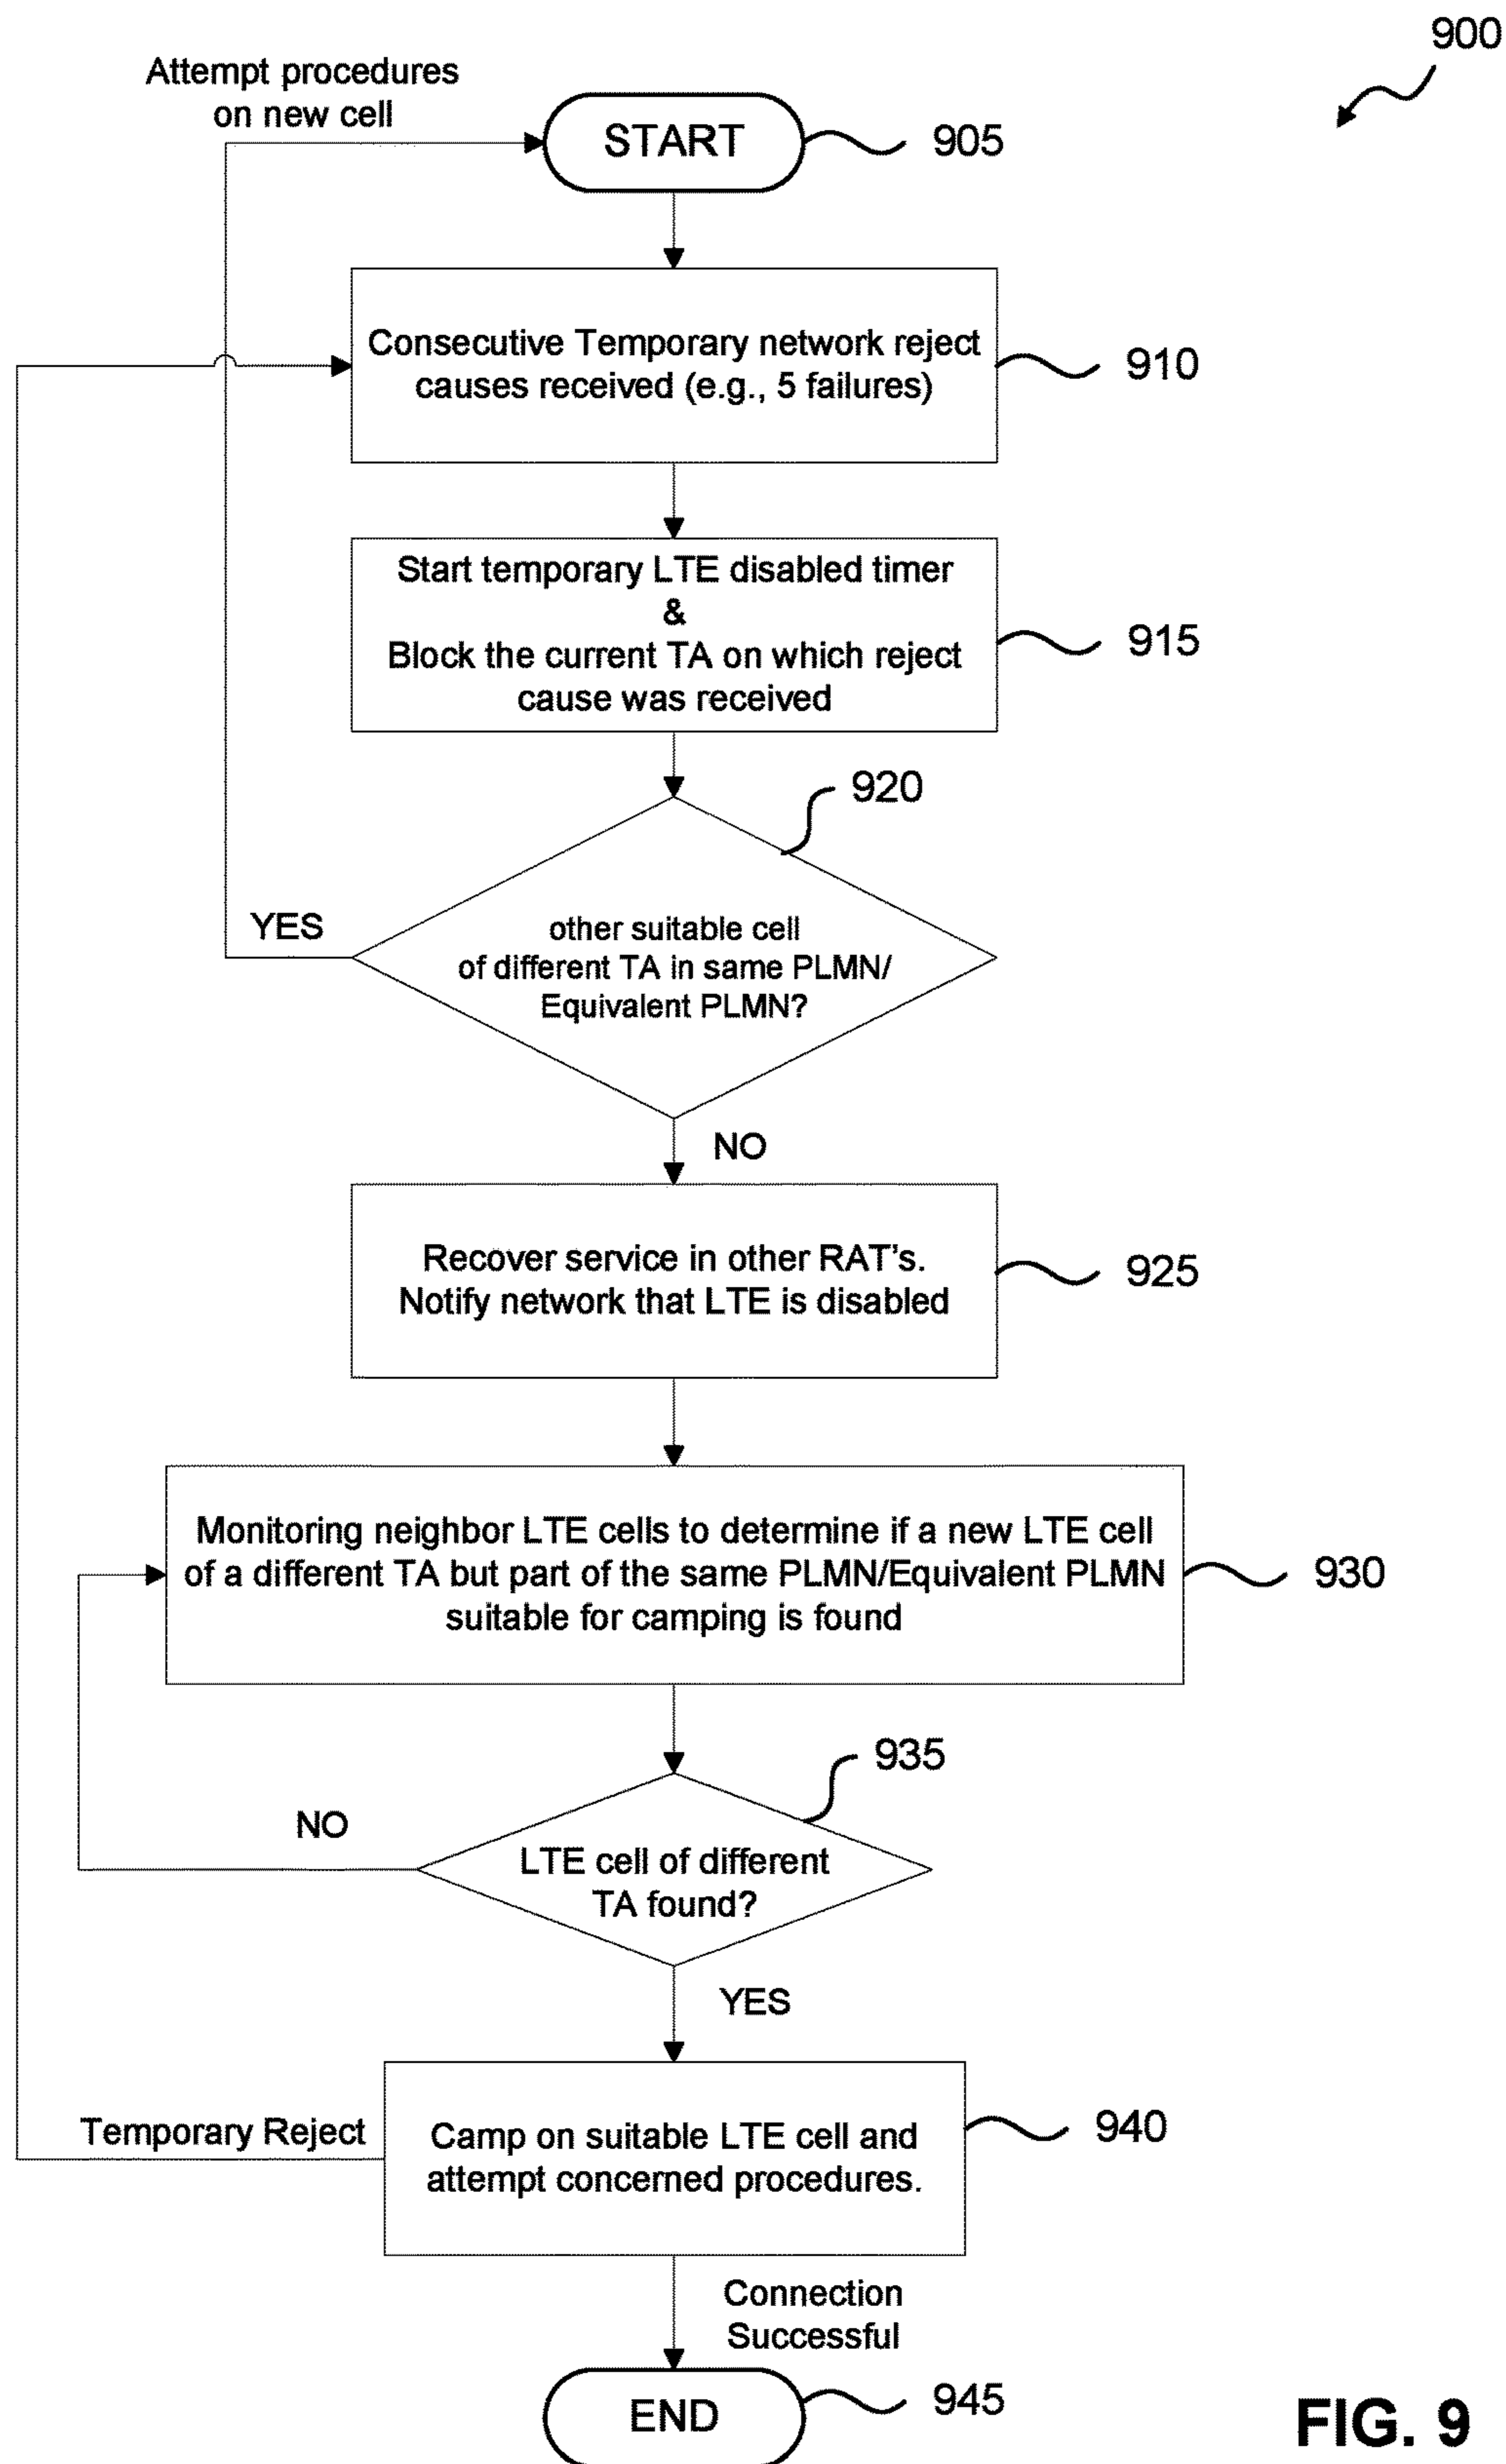 900
Attempt procedures
on new cell
START
905
Consecutive Temporary network reject
causes received (e.g., 5 failures)
910
Start temporary LTE disabled timer
&
Block the current TA on which reject
cause was received
915
920
YES
other suitable cell
of different TA in same PLMN/
Equivalent PLMN?
NO
Recover service in other RAT's.
Notify network that LTE is disabled
925
Monitoring neighbor LTE cells to determine if a new LTE cell
of a different TA but part of the same PLMN/Equivalent PLMN
suitable for camping is found
930
935
NO
LTE cell of different
TA found?
YES
Temporary Reject
Camp on suitable LTE cell and
attempt concerned procedures.
940
Connection
Successful
END
945
FIG. 9